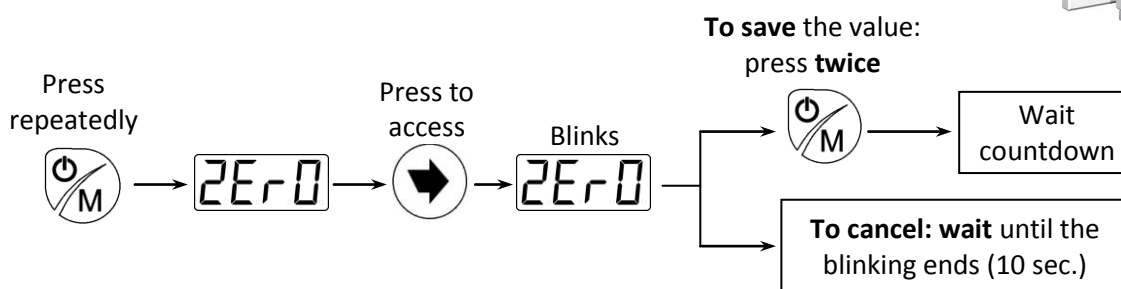 To save the value:
press twice
Press
repeatedly
M
2Er0
Press to
access
Blinks
2Er0
M
Wait
countdown
To cancel: wait until the
blinking ends (10 sec.)